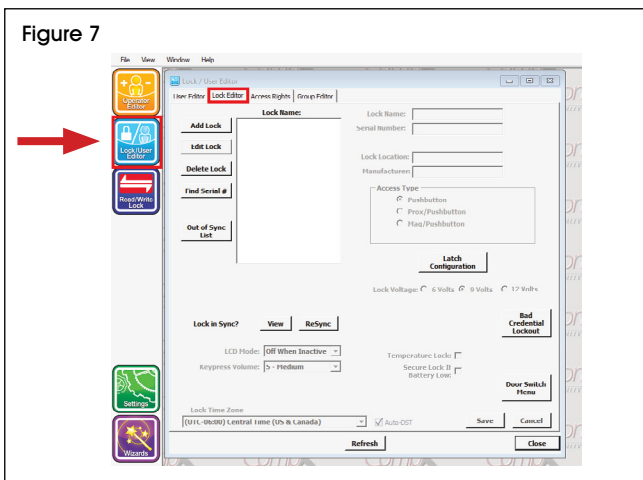 Figure 7
File View Window Help
Lock / User Editor
User Editor Lock Editor Access Rights Group Editor
Operator Editor
Lock/User Editor
Read/Write Lock
Settings
Wizards
Lock Name:
Add Lock
Edit Lock
Delete Lock
Find Serial #
Out of Sync List
Lock Name:
Serial Number:
Lock Location:
Manufacturer:
Access Type
Pushbutton
Prox/Pushbutton
Mag/Pushbutton
Latch Configuration
Lock Voltage: 6 Volts 9 Volts 12 Volts
Lock in Sync? View ReSync
Bad Credential Lockout
LCD Mode: Off When Inactive
Keypress Volume: 5 - Medium
Temperature Lock:
Secure Lock If Battery Low:
Door Switch Menu
Lock Time Zone
(UTC-06:00) Central Time (US & Canada)
Auto-DST
Save Cancel
Refresh Close